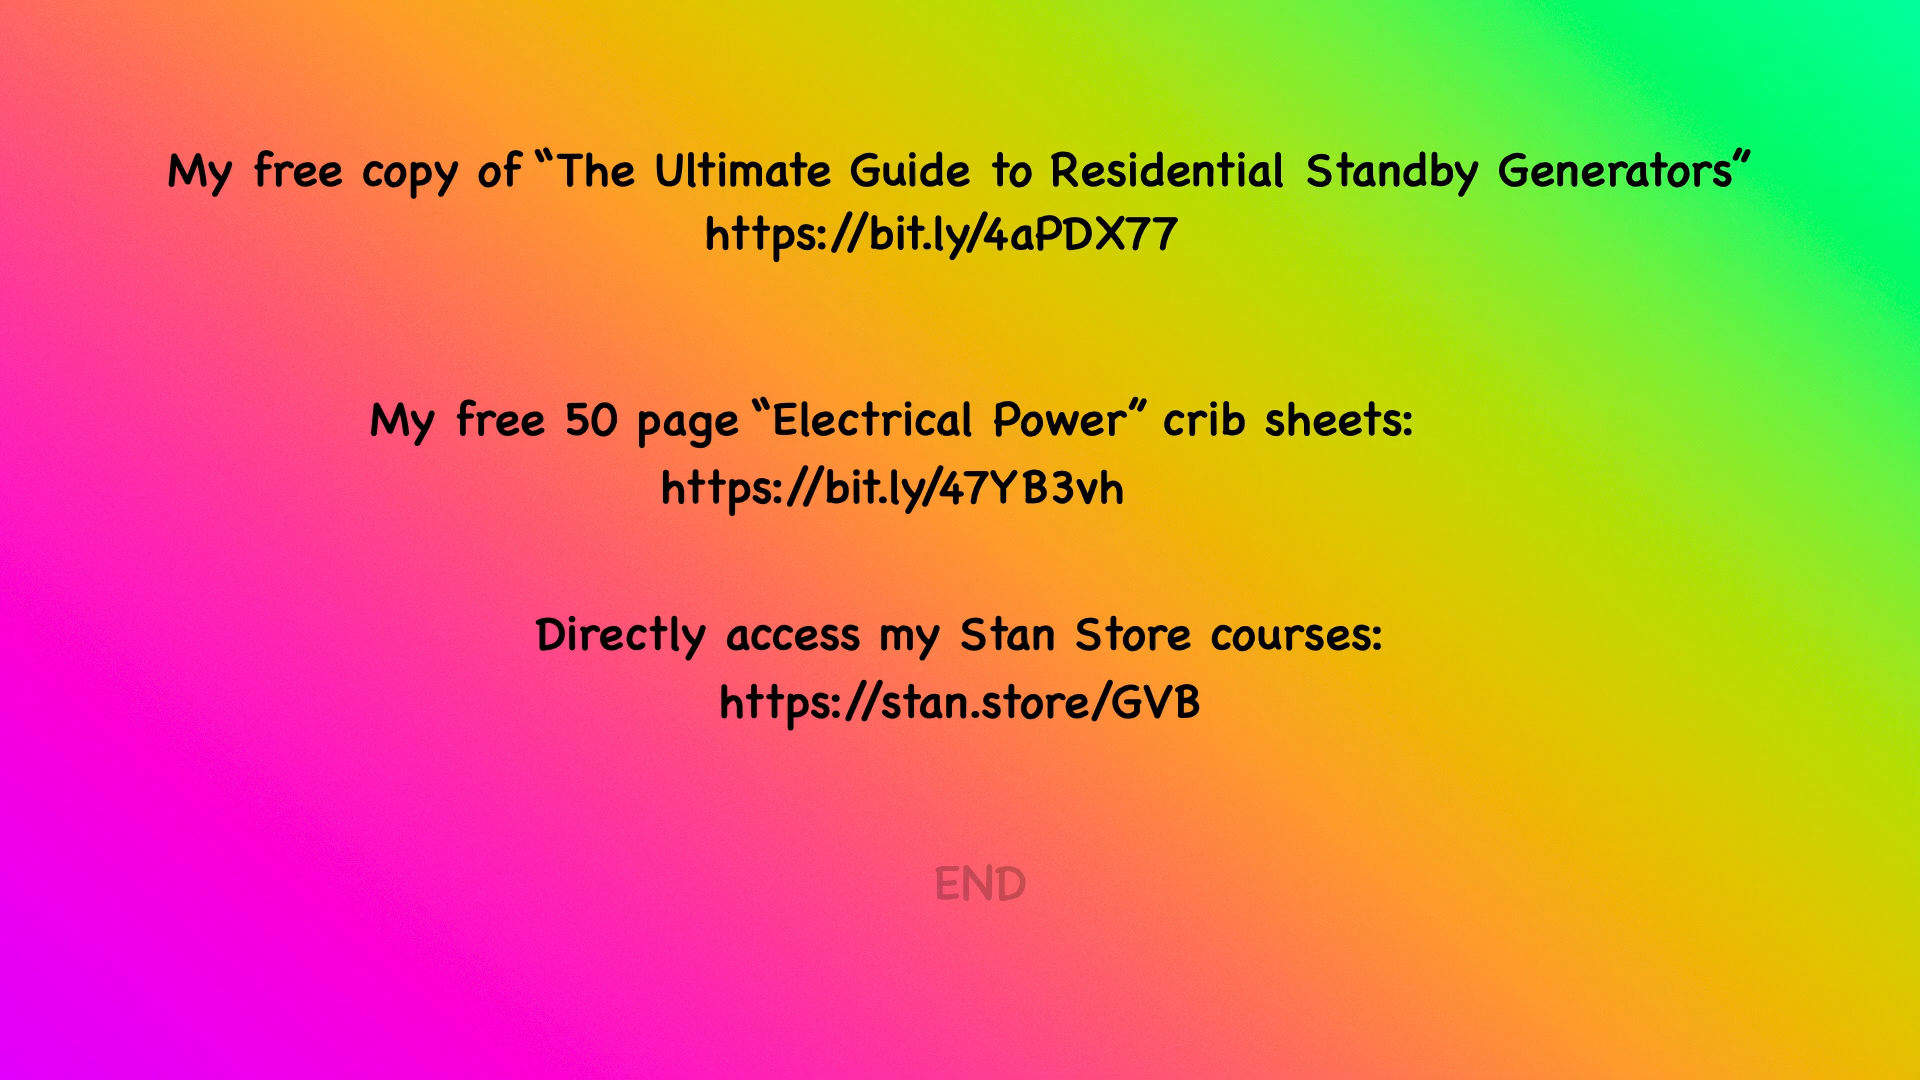 My free copy of “The Ultimate Guide to Residential Standby Generators”
https://bit.ly/4aPDX77
My free 50 page “Electrical Power” crib sheets:
https://bit.ly/47YB3vh
Directly access my Stan Store courses:
https://stan.store/GVB
END